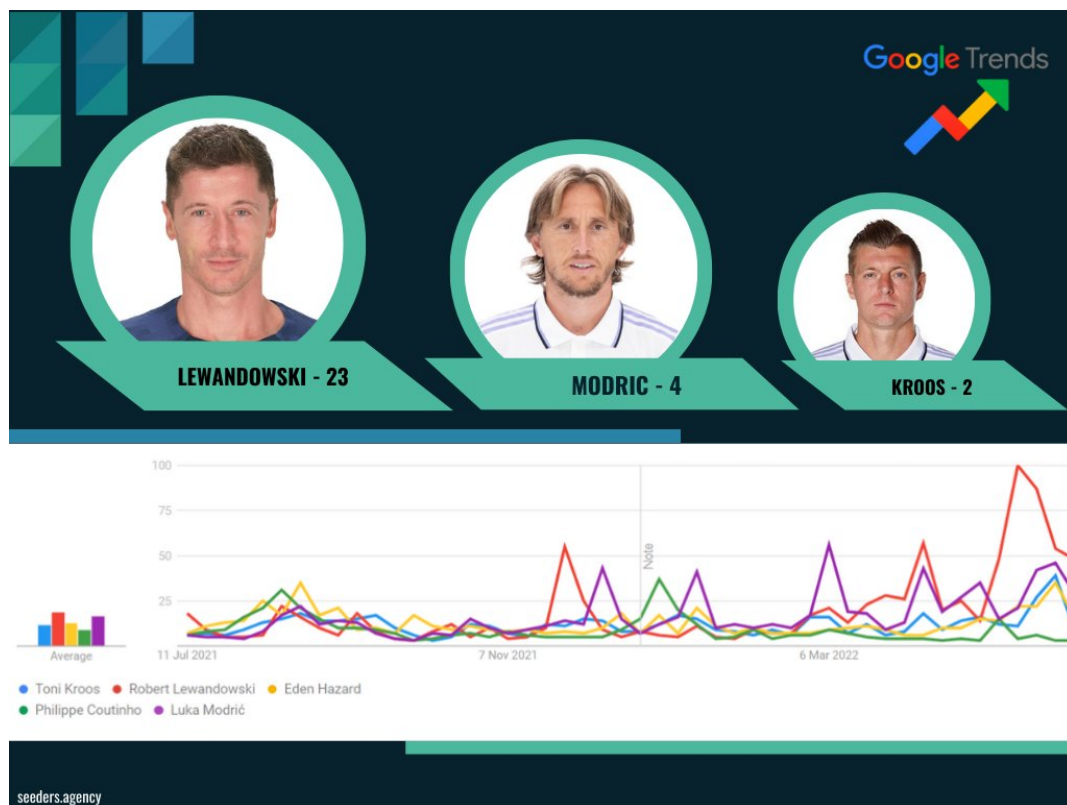 Google Trends
LEWANDOWSKI - 23
MODRIC - 4
KROOS - 2
100
75
50
25
Note
Average
11 Jul 2021
7 Nov 2021
6 Mar 2022
Toni Kroos
Robert Lewandowski
Eden Hazard
Philippe Coutinho
Luka Modrić
seeders.agency